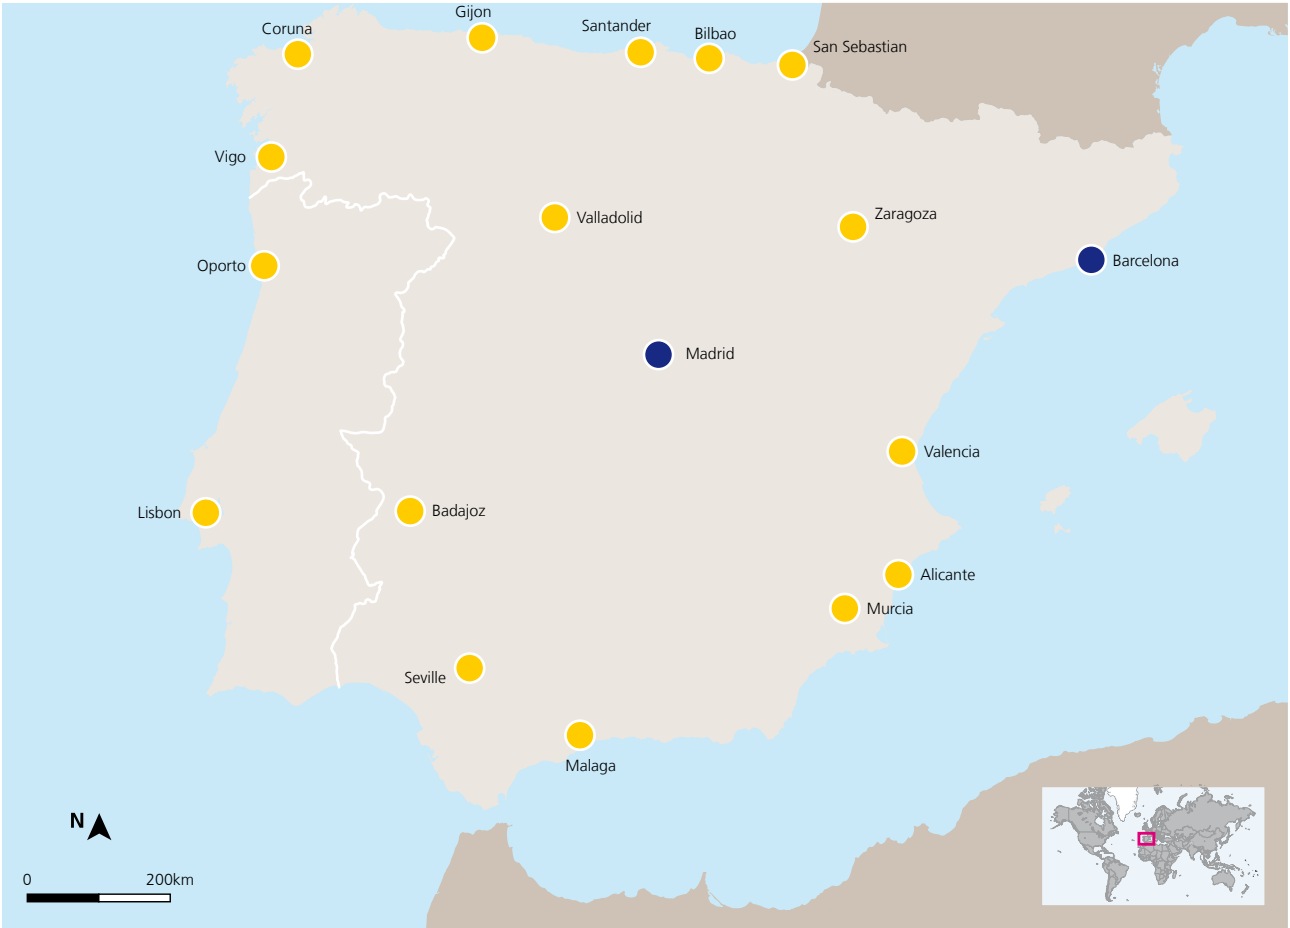 Gijon
Coruna
Santander
Bilbao
San Sebastian
Vigo
Valladolid
Zaragoza
Oporto
Barcelona
Madrid
Valencia
Lisbon
Badajoz
Alicante
Murcia
Seville
Malaga
N
0 200km